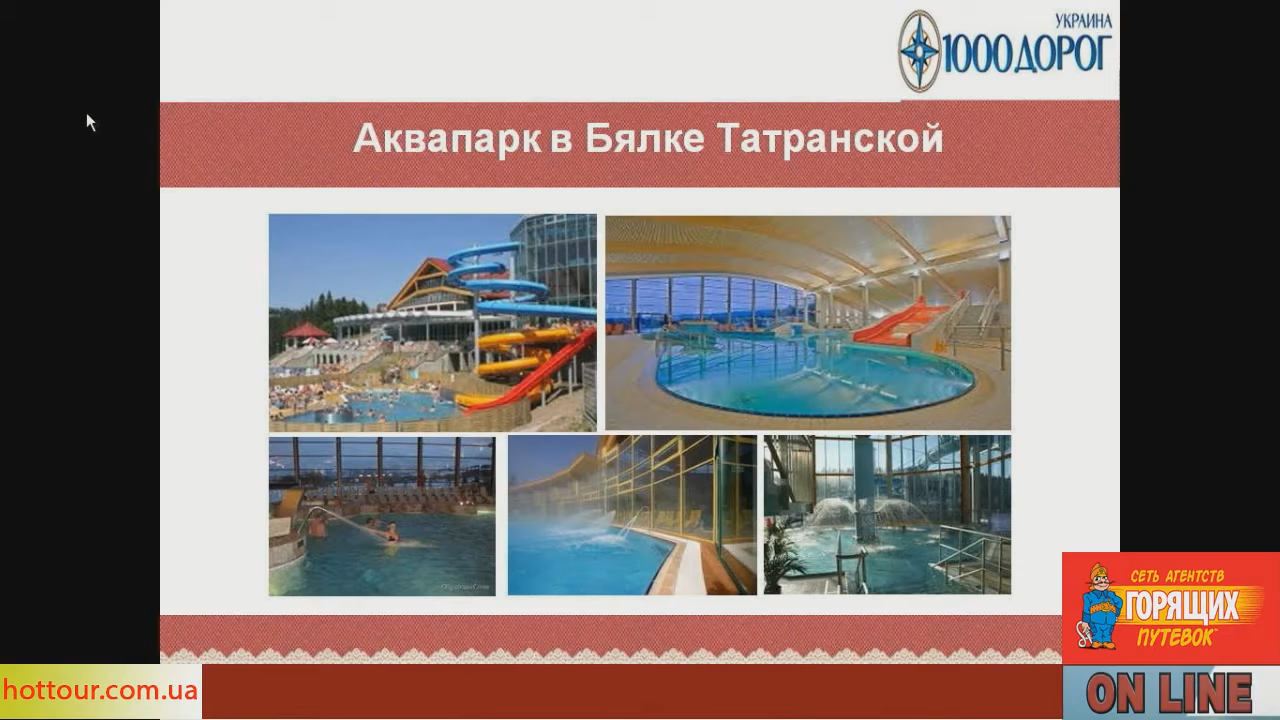 УКРАИНА
1000 ДОРОГ
Аквапарк в Бялке Татранской
СЕТЬ АГЕНТСТВ
ГОРЯЩИХ
ПУТЕВОК
hottour.com.ua
ON LINE